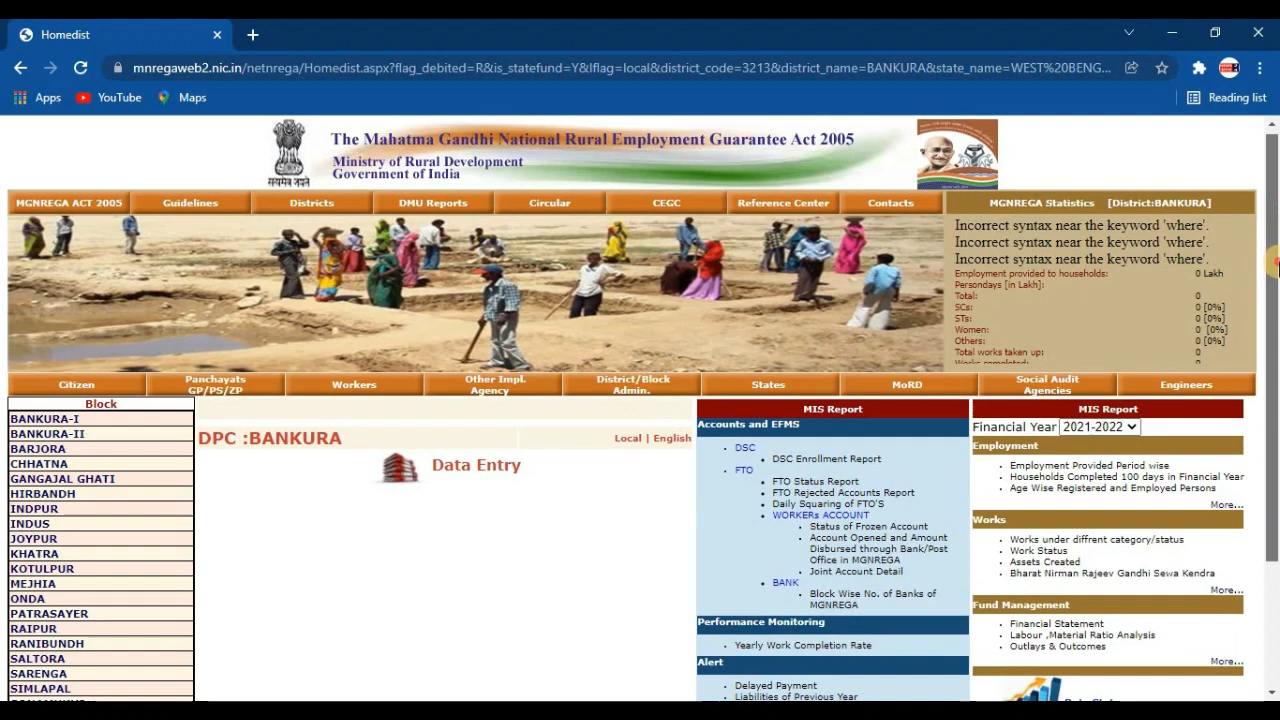 Homedist
mnregaweb2.nic.in/netnrega/Homedist.aspx?flag_debited=R&is_statefund=Y&lflag=local&district_code=3213&district_name=BANKURA&state_name=WEST%20BENG...
Apps YouTube Maps Reading list
The Mahatma Gandhi National Rural Employment Guarantee Act 2005
Ministry of Rural Development
Government of India
सत्यमेव जयते
MGNREGA ACT 2005 Guidelines Districts DMU Reports Circular CEGC Reference Center Contacts
MGNREGA Statistics [District:BANKURA]
Incorrect syntax near the keyword 'where'.
Incorrect syntax near the keyword 'where'.
Incorrect syntax near the keyword 'where'.
Employment provided to households: 0 Lakh
Persondays [in Lakh]:
Total: 0
SCs: 0 [0%]
STs: 0 [0%]
Women: 0 [0%]
Others: 0 [0%]
Total works taken up: 0
Works completed:
Citizen
Panchayats
GP/PS/ZP
Workers
Other Impl.
Agency
District/Block
Admin.
States
MoRD
Social Audit
Agencies
Engineers
Block
BANKURA-I
BANKURA-II
BARJORA
CHHATNA
GANGAJAL GHATI
HIRBANDH
INDPUR
INDUS
JOYPUR
KHATRA
KOTULPUR
MEJHIA
ONDA
PATRASAYER
RAIPUR
RANIBUNDH
SALTORA
SARENGA
SIMLAPAL
DPC :BANKURA
Local | English
Data Entry
MIS Report
Accounts and EFMS
DSC
DSC Enrollment Report
FTO
FTO Status Report
FTO Rejected Accounts Report
Daily Squaring of FTO'S
WORKERs ACCOUNT
Status of Frozen Account
Account Opened and Amount
Disbursed through Bank/Post
Office in MGNREGA
Joint Account Detail
BANK
Block Wise No. of Banks of
MGNREGA
Performance Monitoring
Yearly Work Completion Rate
Alert
Delayed Payment
Liabilities of Previous Year
MIS Report
Financial Year 2021-2022
Employment
Employment Provided Period wise
Households Completed 100 days in Financial Year
Age Wise Registered and Employed Persons
More...
Works
Works under diffrent category/status
Work Status
Assets Created
Bharat Nirman Rajeev Gandhi Sewa Kendra
More...
Fund Management
Financial Statement
Labour ,Material Ratio Analysis
Outlays & Outcomes
More...